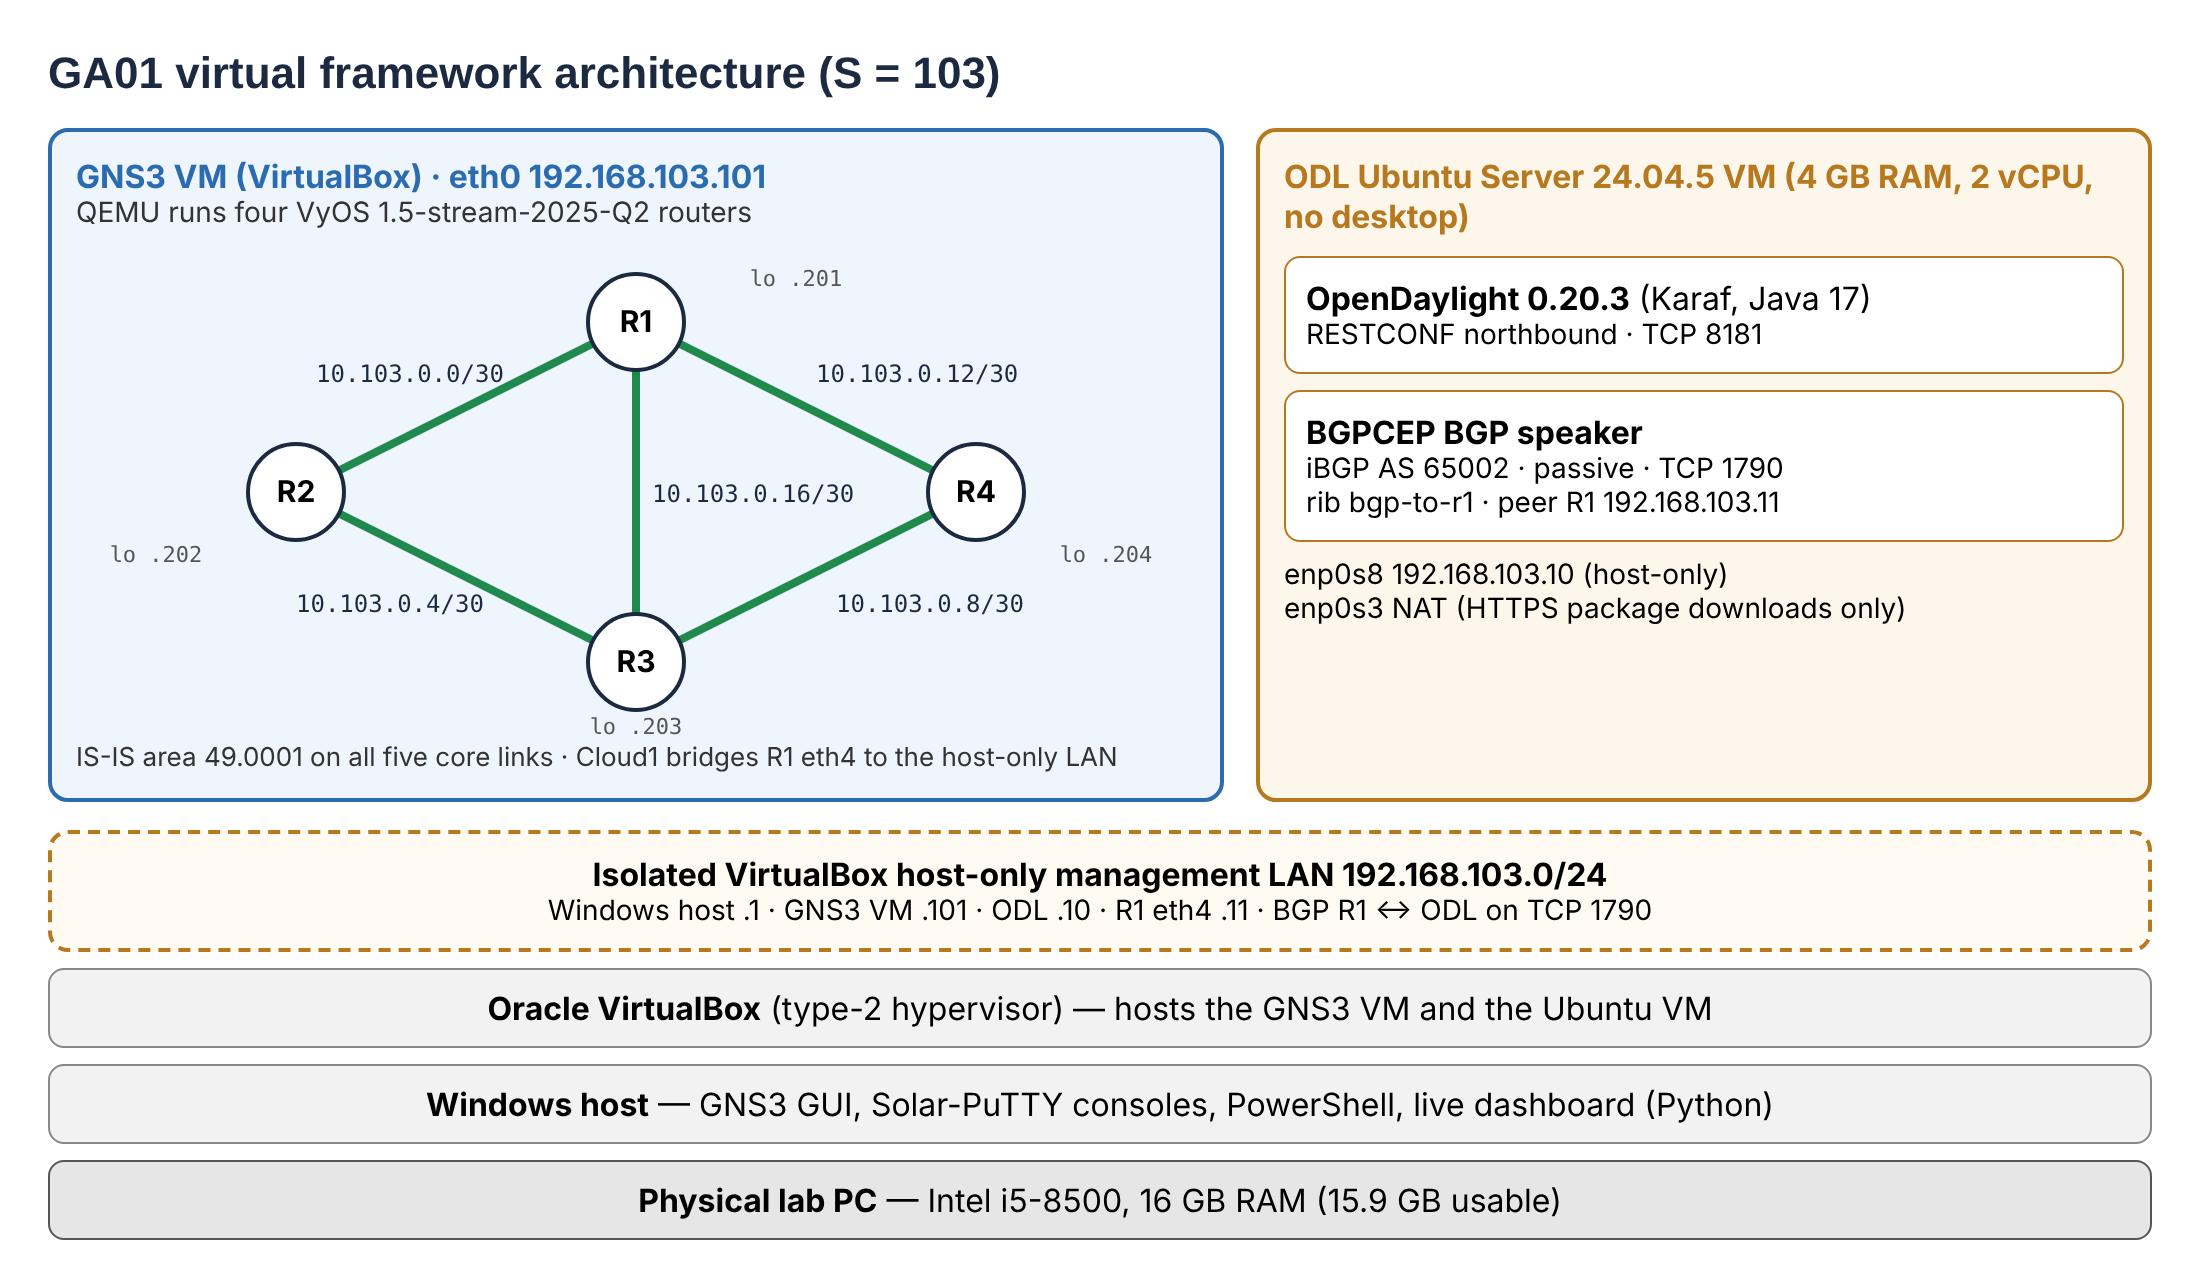 GA01 virtual framework architecture (S = 103)
GNS3 VM (VirtualBox) · eth0 192.168.103.101
QEMU runs four VyOS 1.5-stream-2025-Q2 routers
lo .201
R1
10.103.0.0/30
10.103.0.12/30
R2
10.103.0.16/30
R4
lo .202
lo .204
10.103.0.4/30
10.103.0.8/30
R3
lo .203
IS-IS area 49.0001 on all five core links · Cloud1 bridges R1 eth4 to the host-only LAN
ODL Ubuntu Server 24.04.5 VM (4 GB RAM, 2 vCPU,
no desktop)
OpenDaylight 0.20.3 (Karaf, Java 17)
RESTCONF northbound · TCP 8181
BGPCEP BGP speaker
iBGP AS 65002 · passive · TCP 1790
rib bgp-to-r1 · peer R1 192.168.103.11
enp0s8 192.168.103.10 (host-only)
enp0s3 NAT (HTTPS package downloads only)
Isolated VirtualBox host-only management LAN 192.168.103.0/24
Windows host .1 · GNS3 VM .101 · ODL .10 · R1 eth4 .11 · BGP R1 ↔ ODL on TCP 1790
Oracle VirtualBox (type-2 hypervisor) — hosts the GNS3 VM and the Ubuntu VM
Windows host — GNS3 GUI, Solar-PuTTY consoles, PowerShell, live dashboard (Python)
Physical lab PC — Intel i5-8500, 16 GB RAM (15.9 GB usable)